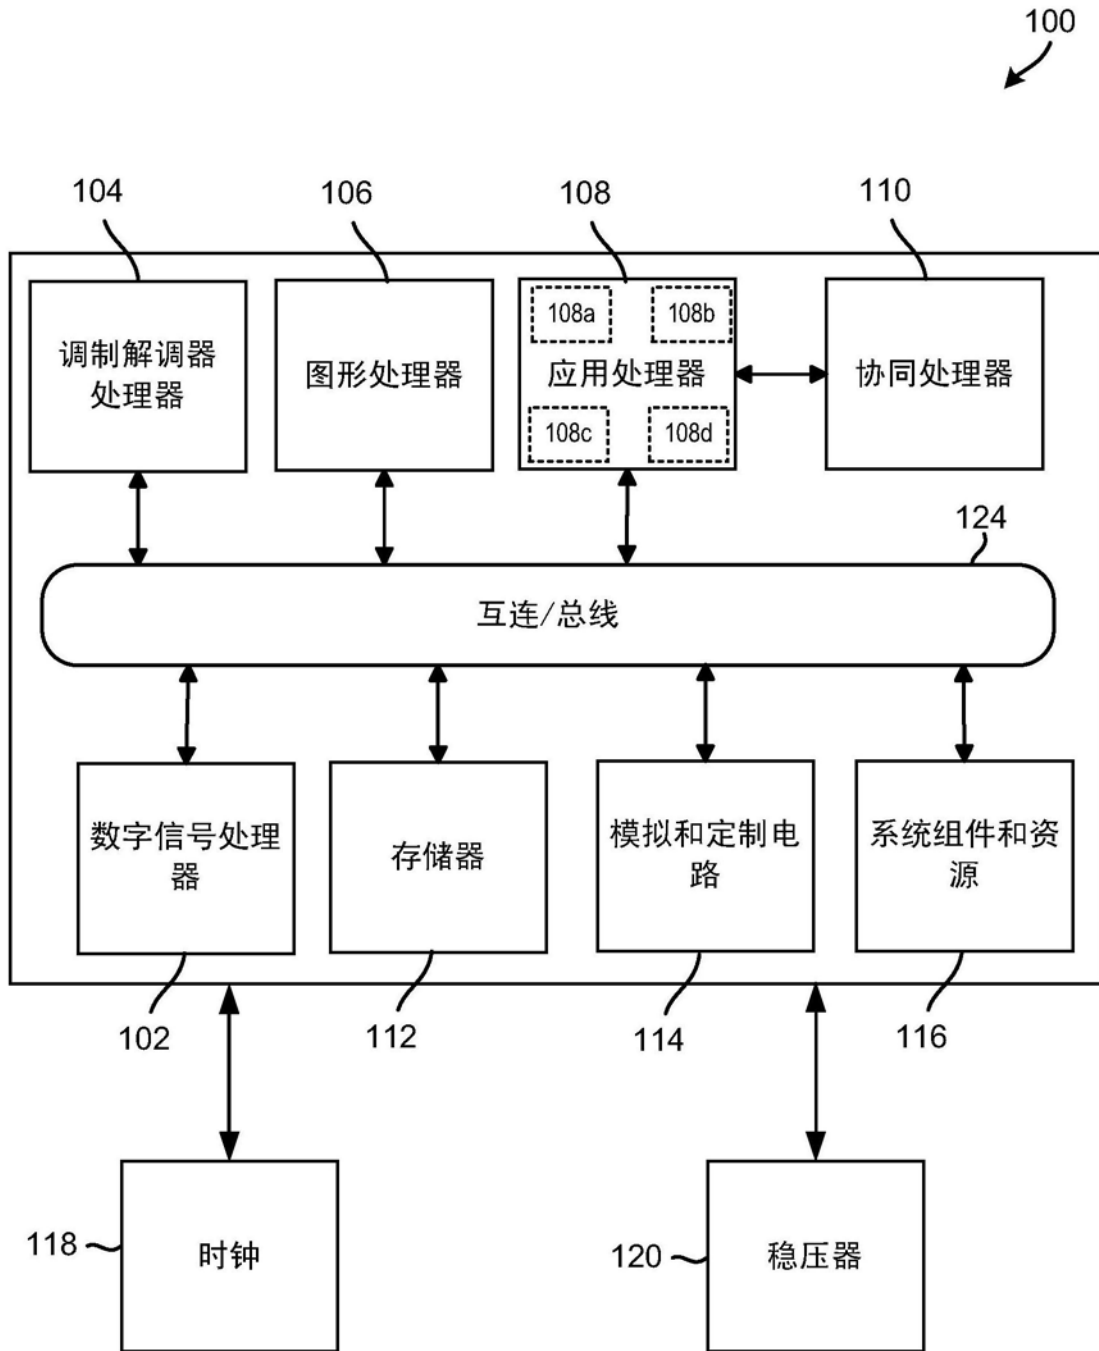 100
104
106
108
110
108a
108b
调制解调器
处理器
图形处理器
应用处理器
协同处理器
108c
108d
124
互连/总线
数字信号处理
器
存储器
模拟和定制电
路
系统组件和资
源
102
112
114
116
118
时钟
120
稳压器